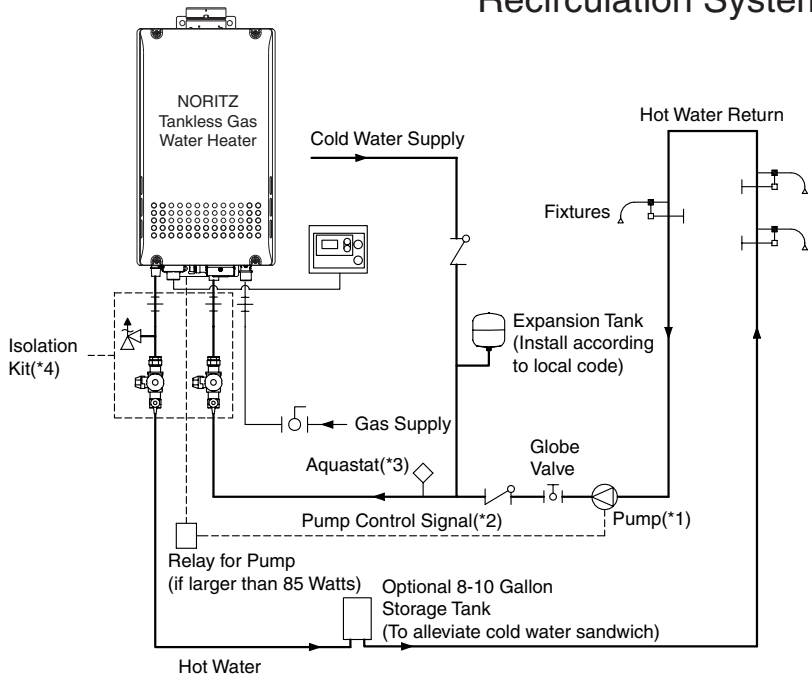 Recirculation System
NORITZ
Tankless Gas
Water Heater
Cold Water Supply
Hot Water Return
Fixtures
Expansion Tank
(Install according
to local code)
Isolation
Kit(*4)
Gas Supply
Globe
Valve
Aquastat(*3)
Pump Control Signal(*2)
Pump(*1)
Relay for Pump
(if larger than 85 Watts)
Optional 8-10 Gallon
Storage Tank
(To alleviate cold water sandwich)
Hot Water